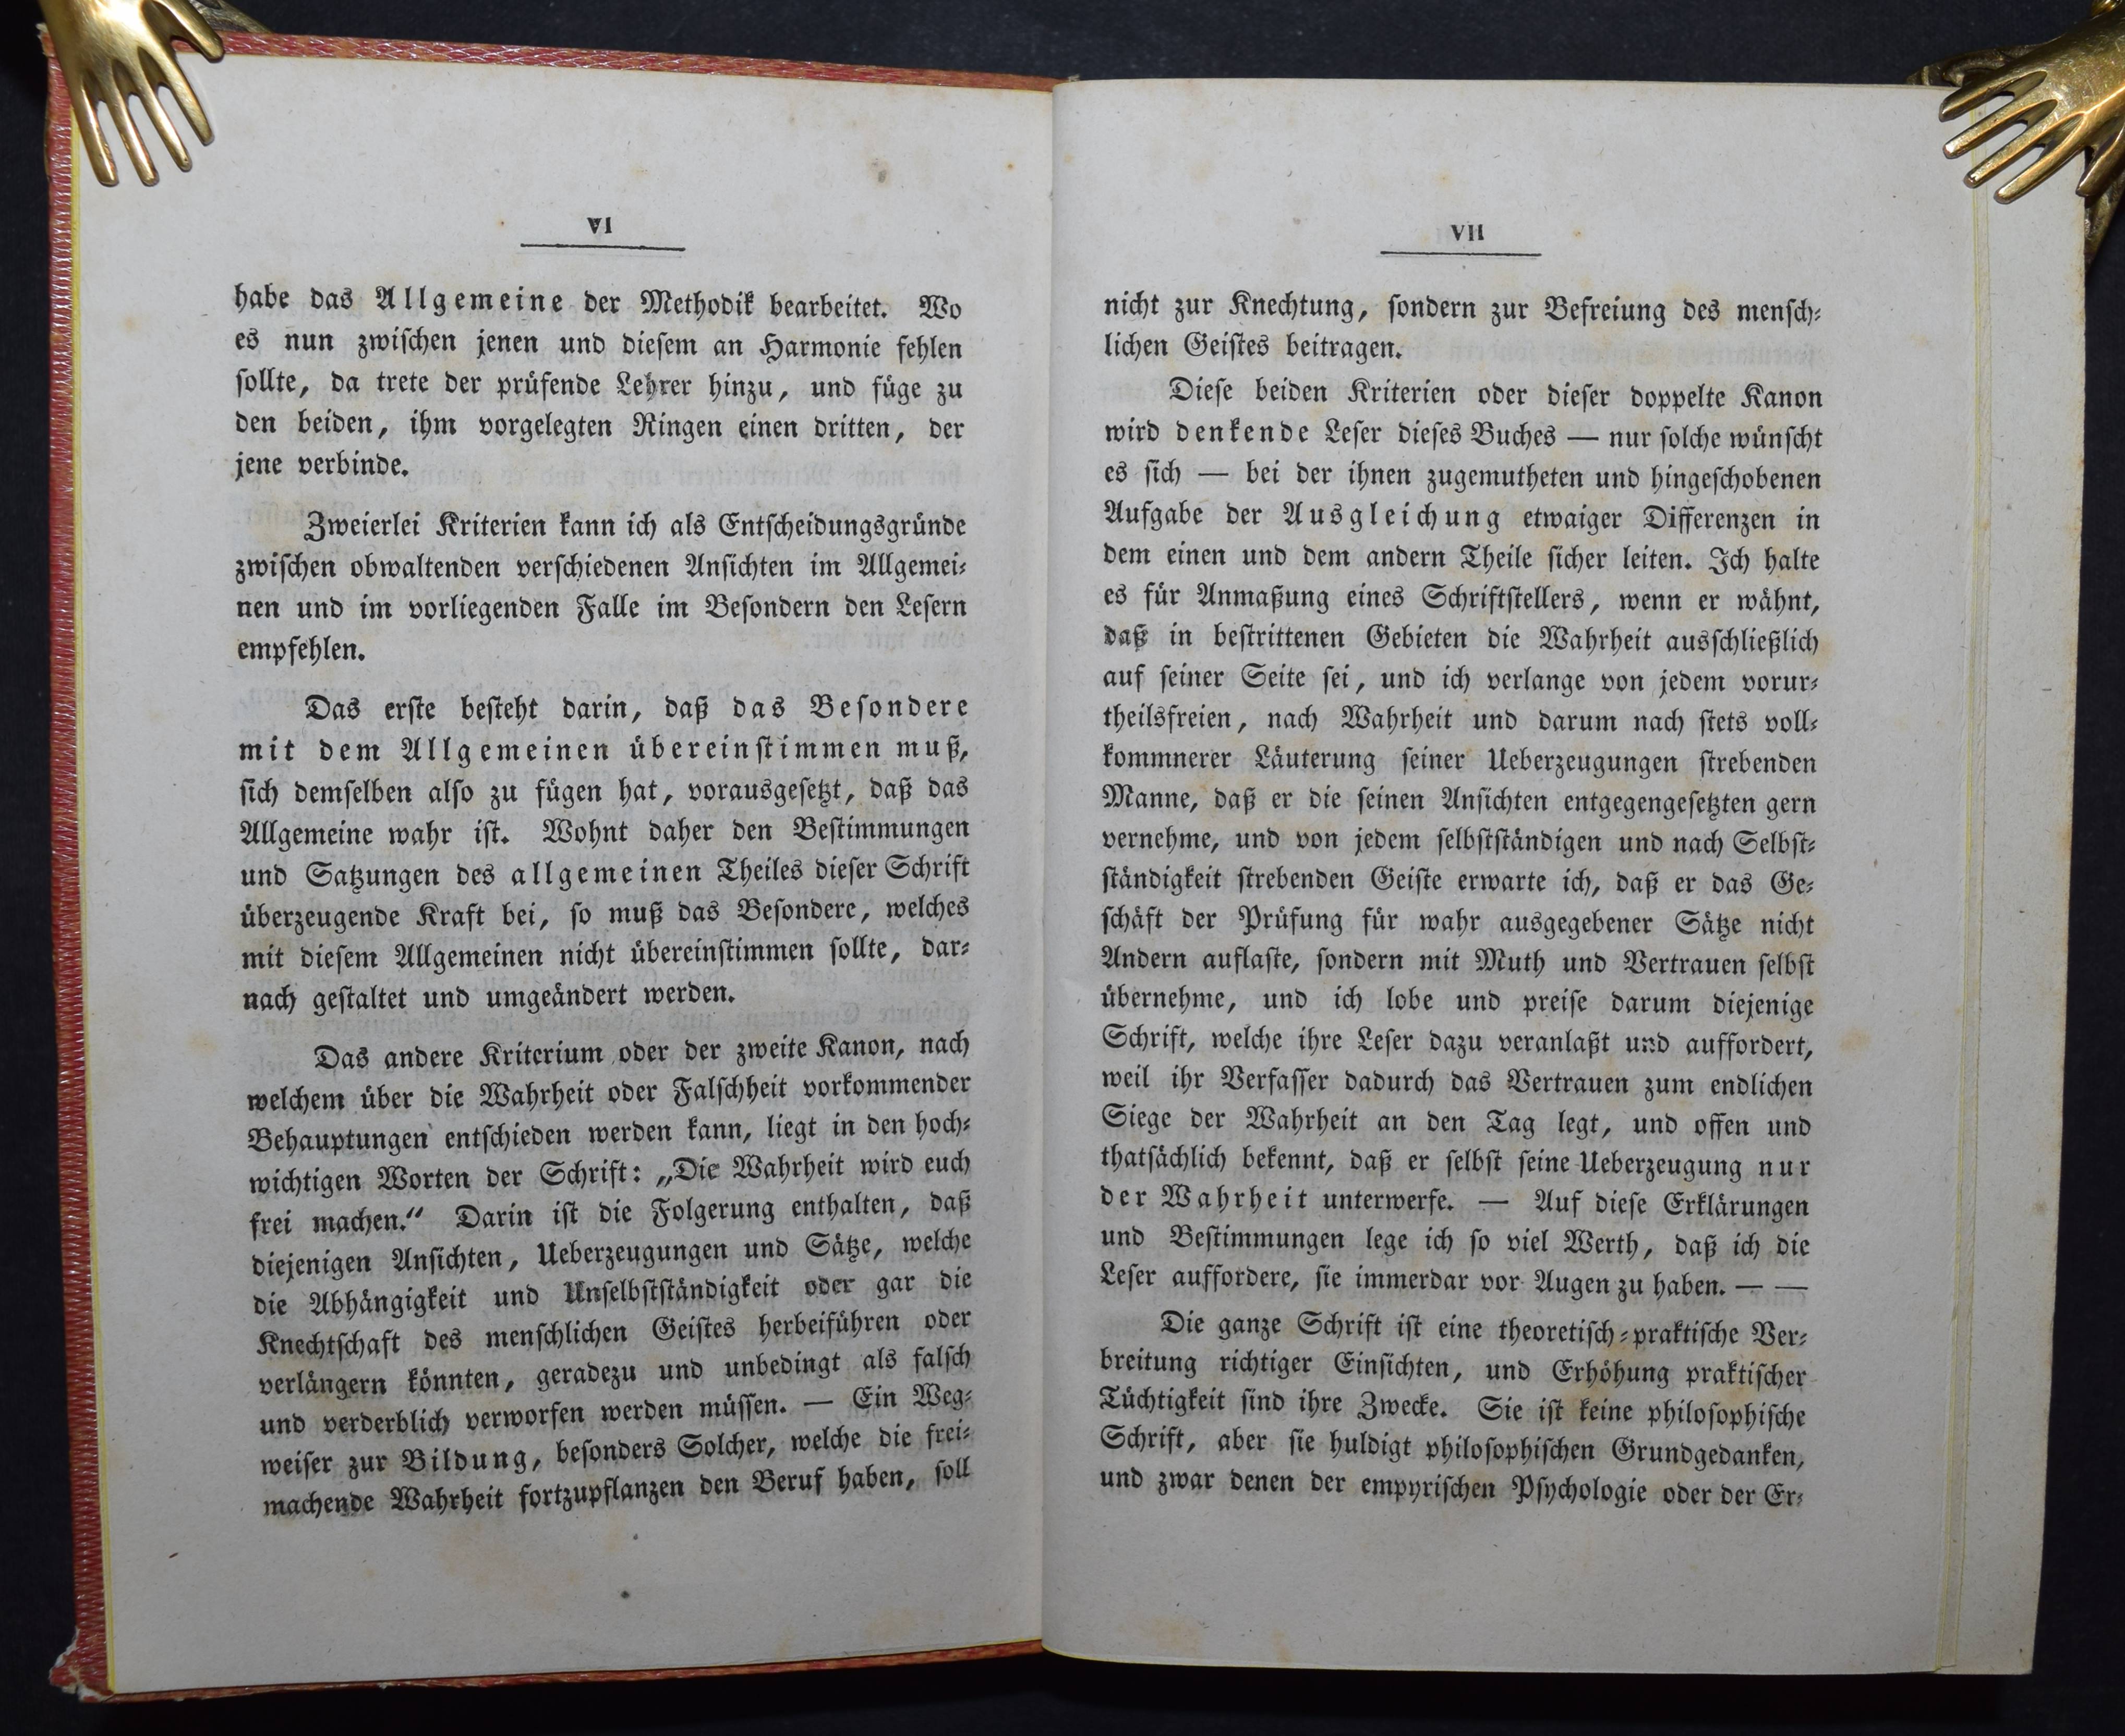 VI
habe das Allgemeine der Methodik bearbeitet. Wo
es nun zwiſchen jenen und dieſem an Harmonie fehlen
ſollte, da trete der prüfende Lehrer hinzu, und füge zu
den beiden, ihm vorgelegten Ringen einen dritten, der
jene verbinde.
Zweierlei Kriterien kann ich als Entſcheidungsgründe
zwiſchen obwaltenden verſchiedenen Anſichten im Allgemei⸗
nen und im vorliegenden Falle im Beſondern den Leſern
empfehlen.
Das erſte beſteht darin, daß das Beſondere
mit dem Allgemeinen übereinſtimmen muß,
ſich demſelben alſo zu fügen hat, vorausgeſetzt, daß das
Allgemeine wahr iſt. Wohnt daher den Beſtimmungen
und Satzungen des allgemeinen Theiles dieſer Schrift
überzeugende Kraft bei, ſo muß das Beſondere, welches
mit dieſem Allgemeinen nicht übereinſtimmen ſollte, dar⸗
nach geſtaltet und umgeändert werden.
Das andere Kriterium oder der zweite Kanon, nach
welchem über die Wahrheit oder Falſchheit vorkommender
Behauptungen entſchieden werden kann, liegt in den hoch⸗
wichtigen Worten der Schrift: „Die Wahrheit wird euch
frei machen.“ Darin iſt die Folgerung enthalten, daß
diejenigen Anſichten, Ueberzeugungen und Sätze, welche
die Abhängigkeit und Unſelbſtſtändigkeit oder gar die
Knechtſchaft des menſchlichen Geiſtes herbeiführen oder
verlängern könnten, geradezu und unbedingt als falſch
und verderblich verworfen werden müſſen. — Ein Weg⸗
weiſer zur Bildung, beſonders Solcher, welche die frei⸗
machende Wahrheit fortzupflanzen den Beruf haben, ſoll
VII
nicht zur Knechtung, ſondern zur Befreiung des menſch⸗
lichen Geiſtes beitragen.
Dieſe beiden Kriterien oder dieſer doppelte Kanon
wird denkende Leſer dieſes Buches — nur ſolche wünſcht
es ſich — bei der ihnen zugemutheten und hingeſchobenen
Aufgabe der Ausgleichung etwaiger Differenzen in
dem einen und dem andern Theile ſicher leiten. Ich halte
es für Anmaßung eines Schriftſtellers, wenn er wähnt,
daß in beſtrittenen Gebieten die Wahrheit ausſchließlich
auf ſeiner Seite ſei, und ich verlange von jedem vorur⸗
theilsfreien, nach Wahrheit und darum nach ſtets voll⸗
kommnerer Läuterung ſeiner Ueberzeugungen ſtrebenden
Manne, daß er die ſeinen Anſichten entgegengeſetzten gern
vernehme, und von jedem ſelbſtſtändigen und nach Selbſt⸗
ſtändigkeit ſtrebenden Geiſte erwarte ich, daß er das Ge⸗
ſchäft der Prüfung für wahr ausgegebener Sätze nicht
Andern auflaſte, ſondern mit Muth und Vertrauen ſelbſt
übernehme, und ich lobe und preiſe darum diejenige
Schrift, welche ihre Leſer dazu veranlaßt und auffordert,
weil ihr Verfaſſer dadurch das Vertrauen zum endlichen
Siege der Wahrheit an den Tag legt, und offen und
thatſächlich bekennt, daß er ſelbſt ſeine Ueberzeugung nur
der Wahrheit unterwerfe. — Auf dieſe Erklärungen
und Beſtimmungen lege ich ſo viel Werth, daß ich die
Leſer auffordere, ſie immerdar vor Augen zu haben. — —
Die ganze Schrift iſt eine theoretiſch⸗praktiſche Ver⸗
breitung richtiger Einſichten, und Erhöhung praktiſcher
Tüchtigkeit ſind ihre Zwecke. Sie iſt keine philoſophiſche
Schrift, aber ſie huldigt philoſophiſchen Grundgedanken,
und zwar denen der empyriſchen Pſychologie oder der Er⸗